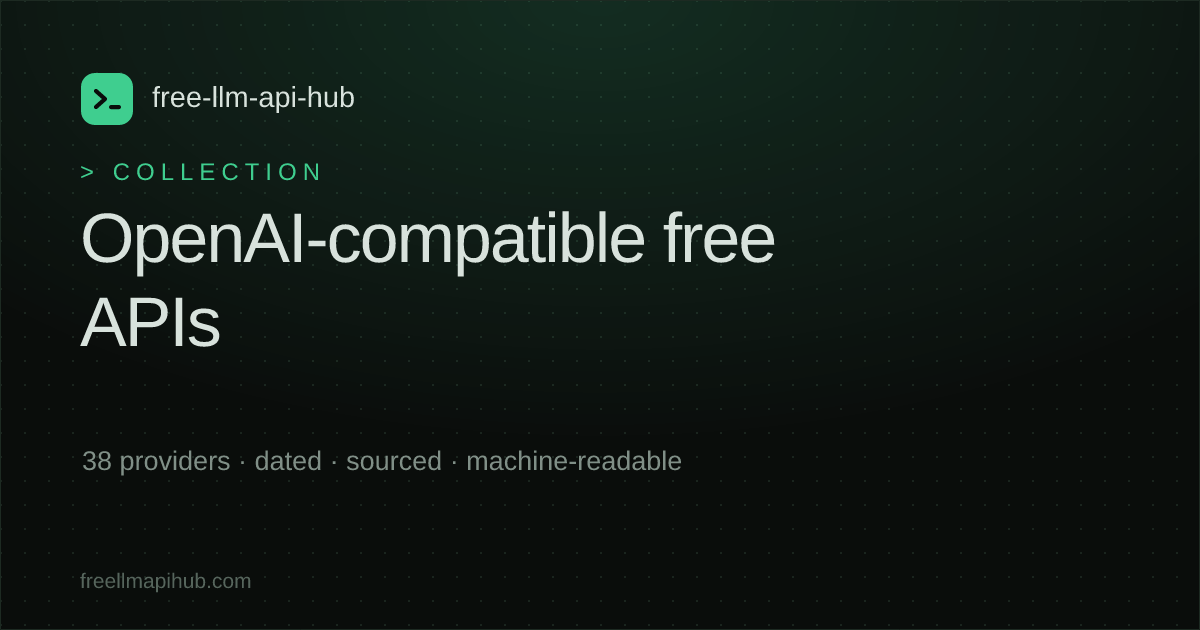 free-llm-api-hub
> COLLECTION
OpenAI-compatible free
APIs
38 providers · dated · sourced · machine-readable
freellmapihub.com